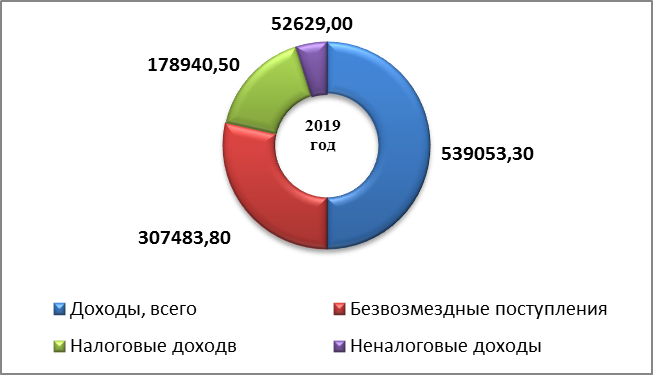 52629,00
178940,50
2019
год
539053,30
307483,80
Доходы, всего
Безвозмездные поступления
Налоговые доходв
Неналоговые доходы